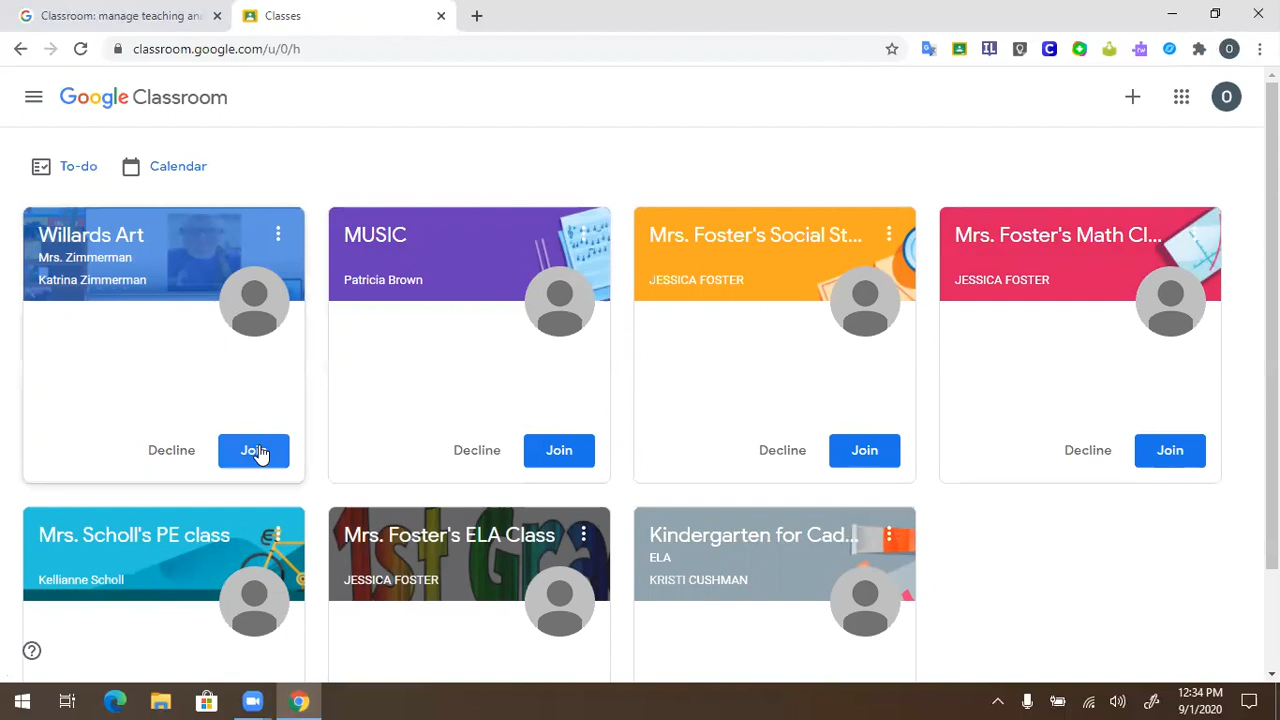 Classroom: manage teaching an
Classes
classroom.google.com/u/0/h
O
Google Classroom
O
To-do
Calendar
Willards Art
Mrs. Zimmerman
Katrina Zimmerman
Decline
Join
MUSIC
Patricia Brown
Decline
Join
Mrs. Foster's Social St...
JESSICA FOSTER
Decline
Join
Mrs. Foster's Math Cl...
JESSICA FOSTER
Decline
Join
Mrs. Scholl's PE class
Kellianne Scholl
Mrs. Foster's ELA Class
JESSICA FOSTER
1st Gra
Kindergarten for Cad...
ELA
KRISTI CUSHMAN
12:34 PM
9/1/2020